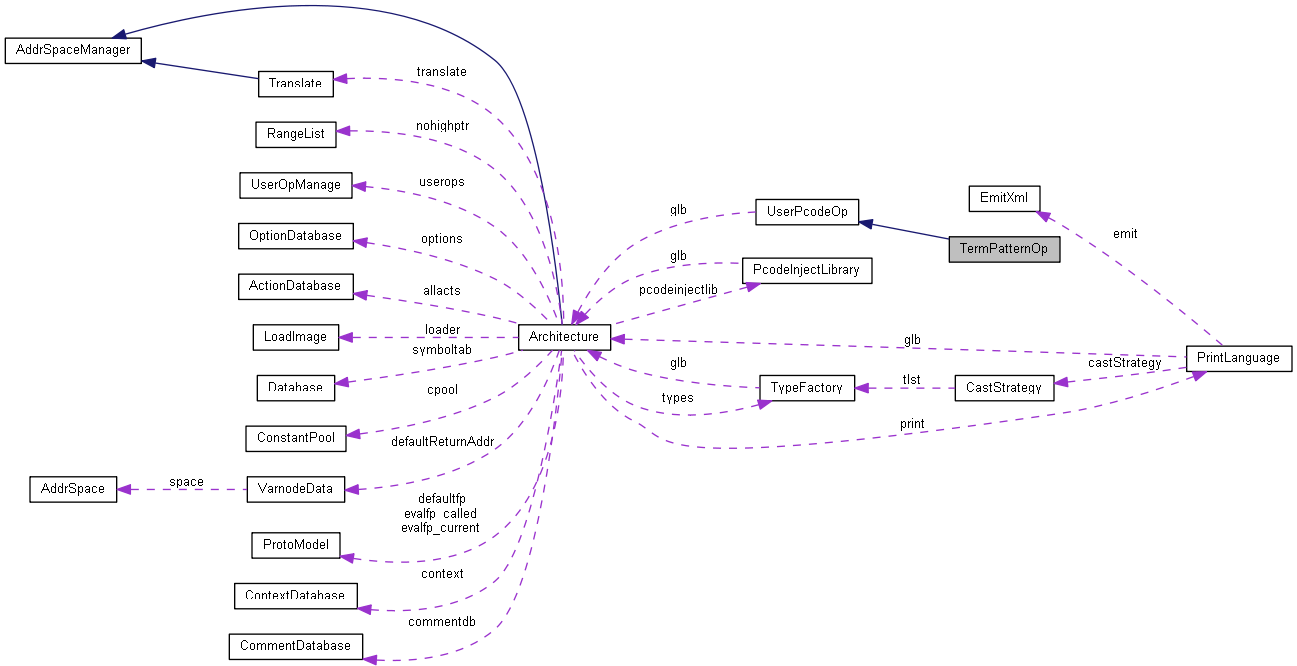 AddrSpaceManager
translate
Translate
nohighptr
RangeList
userops
UserOpManage
options
OptionDatabase
allacts
ActionDatabase
loader
LoadImage
symboltab
Database
cpool
ConstantPool
defaultReturnAddr
space
AddrSpace
VarnodeData
defaultfp
evalfp_called
evalfp_current
ProtoModel
context
ContextDatabase
commentdb
CommentDatabase
Architecture
glb
UserPcodeOp
TermPatternOp
glb
PcodeInjectLibrary
pcodeinjectlib
EmitXml
emit
glb
PrintLanguage
castStrategy
glb
TypeFactory
tlst
CastStrategy
types
print